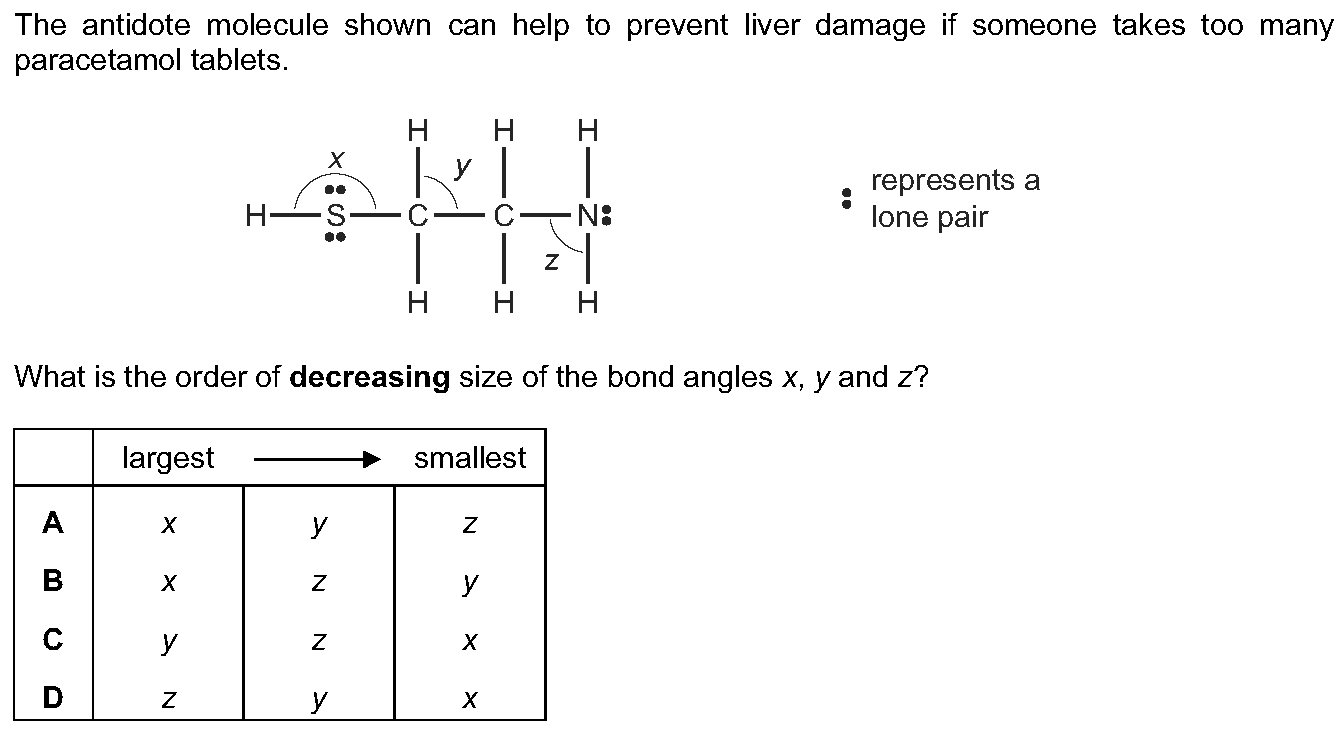 The antidote molecule shown can help to prevent liver damage if someone takes too many
paracetamol tablets.
H H H
x y
H S C C N
z
H H H
represents a
lone pair
What is the order of decreasing size of the bond angles x, y and z?
largest smallest
A x y z
B x z y
C y z x
D z y x